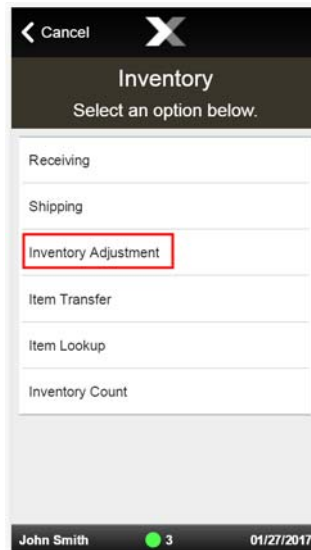 Cancel
Inventory
Select an option below.
Receiving
Shipping
Inventory Adjustment
Item Transfer
Item Lookup
Inventory Count
John Smith 3 01/27/2017